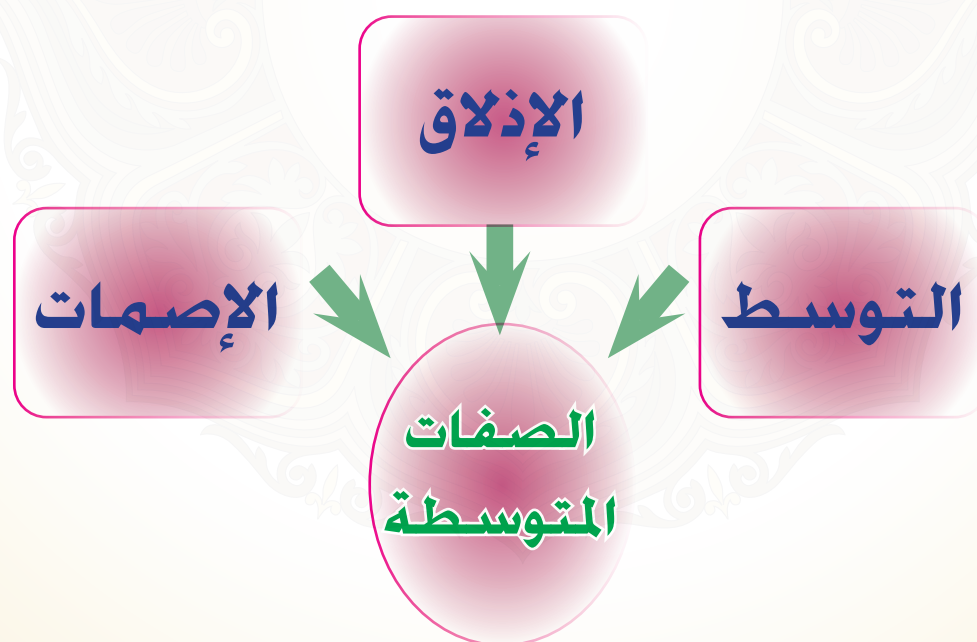 الإذلاق
التوسط
الإصمات
الصفات
المتوسطة